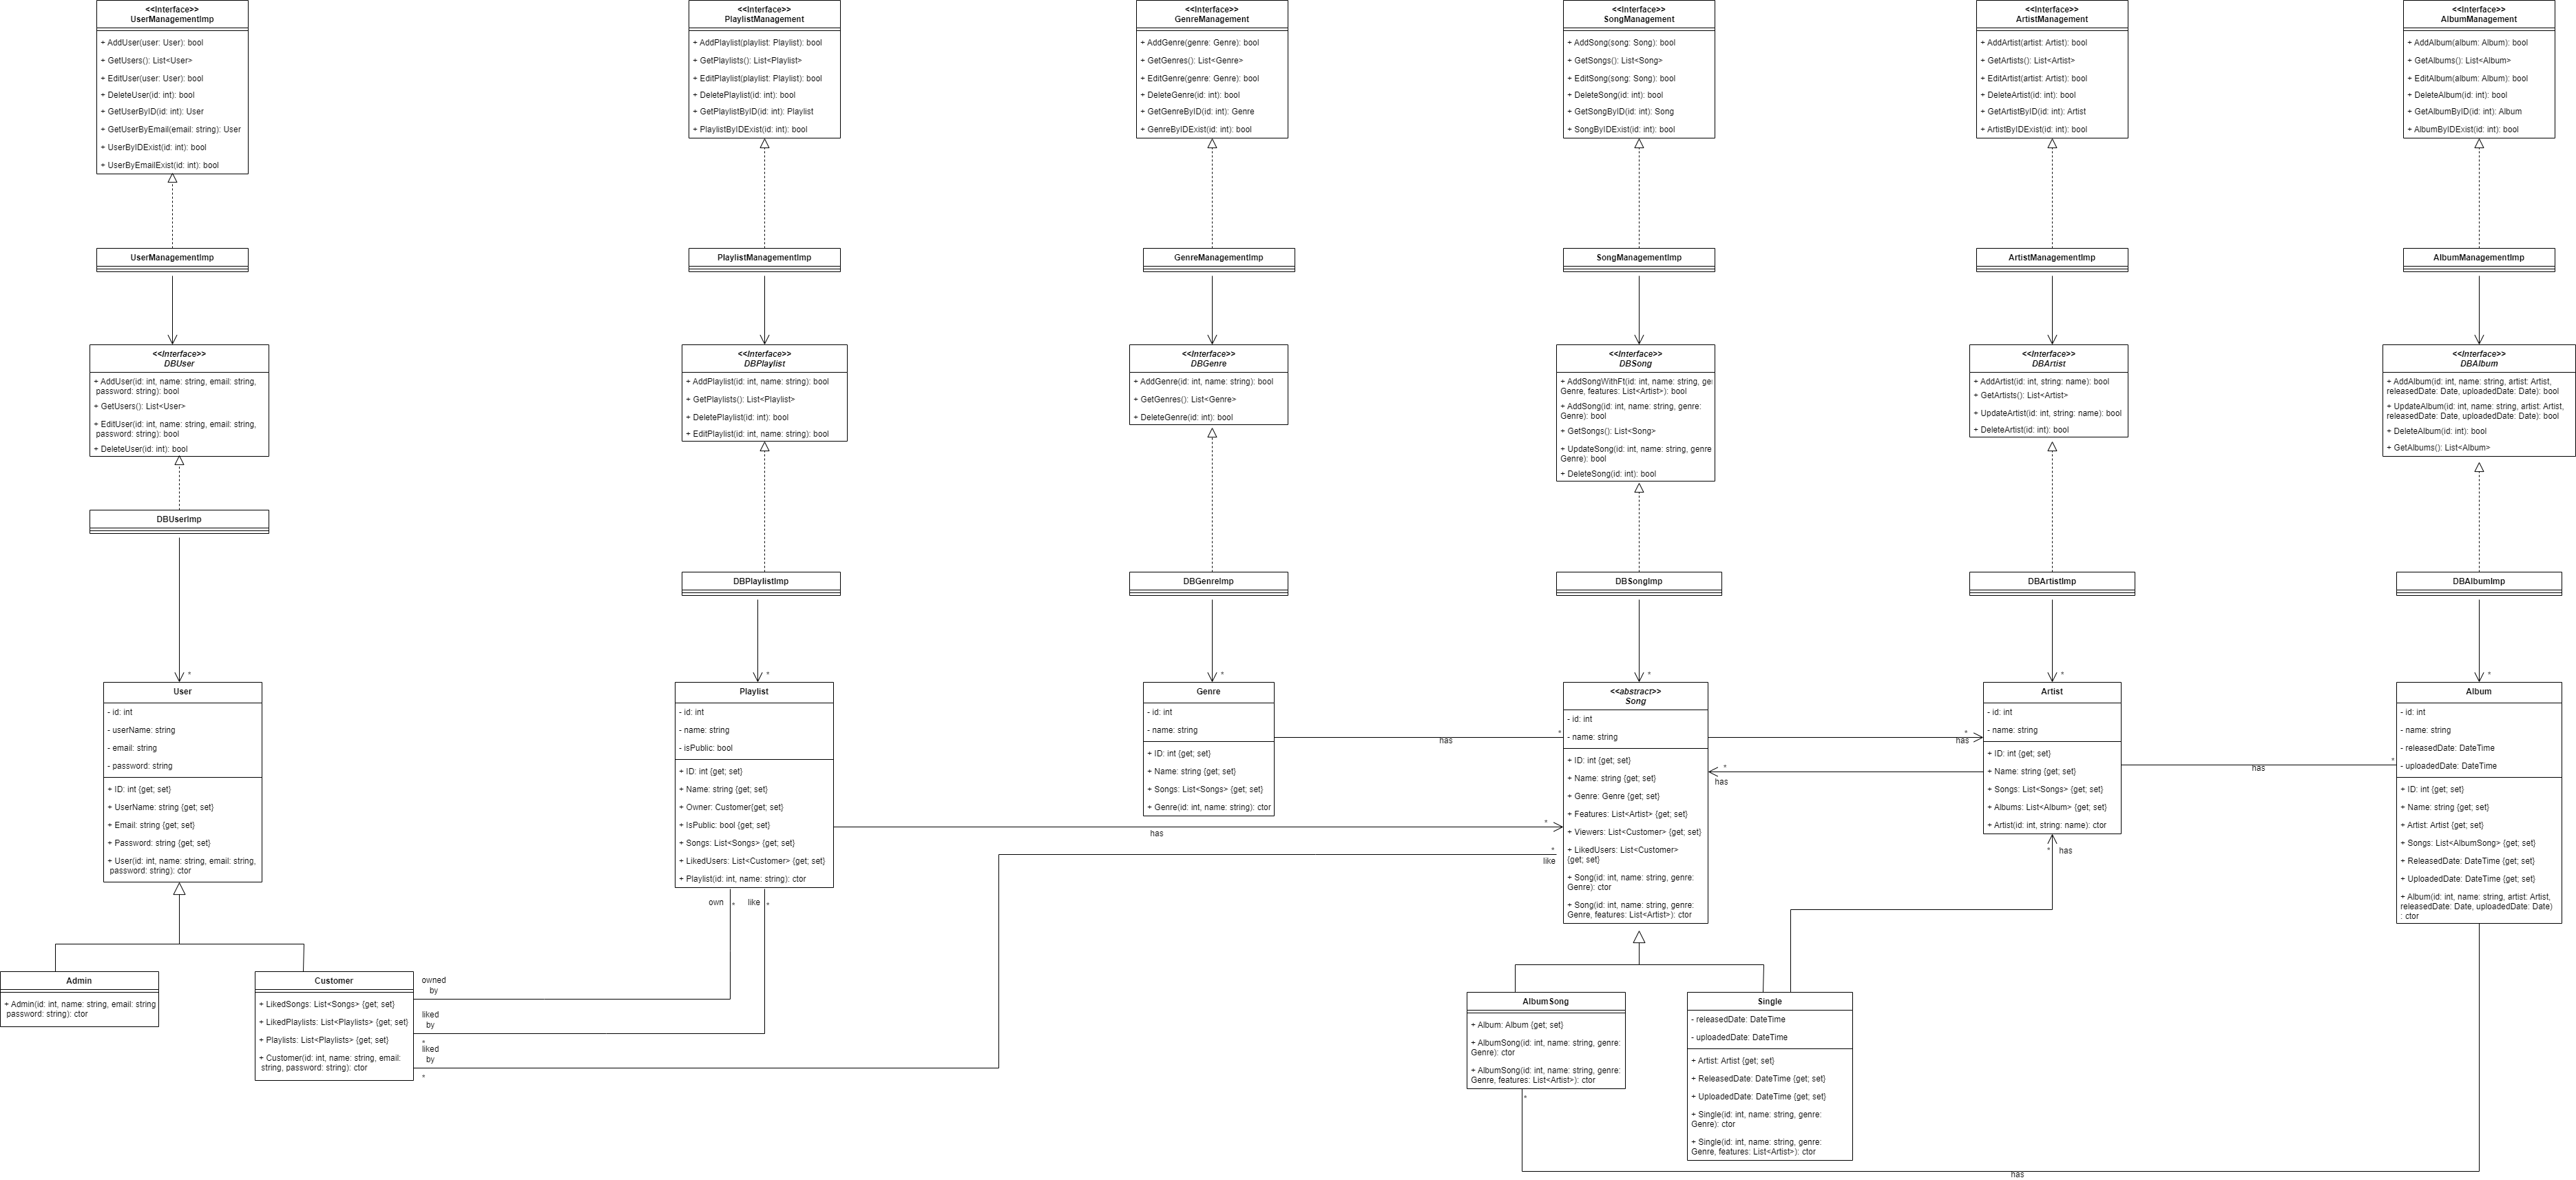 <<Interface>>
UserManagementImp
+ AddUser(user: User): bool
+ GetUsers(): List<User>
+ EditUser(user: User): bool
+ DeleteUser(id: int): bool
+ GetUserByID(id: int): User
+ GetUserByEmail(email: string): User
+ UserByIDExist(id: int): bool
+ UserByEmailExist(id: int): bool
<<Interface>>
PlaylistManagement
+ AddPlaylist(playlist: Playlist): bool
+ GetPlaylists(): List<Playlist>
+ EditPlaylist(playlist: Playlist): bool
+ DeletePlaylist(id: int): bool
+ GetPlaylistByID(id: int): Playlist
+ PlaylistByIDExist(id: int): bool
<<Interface>>
GenreManagement
+ AddGenre(genre: Genre): bool
+ GetGenres(): List<Genre>
+ EditGenre(genre: Genre): bool
+ DeleteGenre(id: int): bool
+ GetGenreByID(id: int): Genre
+ GenreByIDExist(id: int): bool
<<Interface>>
SongManagement
+ AddSong(song: Song): bool
+ GetSongs(): List<Song>
+ EditSong(song: Song): bool
+ DeleteSong(id: int): bool
+ GetSongByID(id: int): Song
+ SongByIDExist(id: int): bool
<<Interface>>
ArtistManagement
+ AddArtist(artist: Artist): bool
+ GetArtists(): List<Artist>
+ EditArtist(artist: Artist): bool
+ DeleteArtist(id: int): bool
+ GetArtistByID(id: int): Artist
+ ArtistByIDExist(id: int): bool
<<Interface>>
AlbumManagement
+ AddAlbum(album: Album): bool
+ GetAlbums(): List<Album>
+ EditAlbum(album: Album): bool
+ DeleteAlbum(id: int): bool
+ GetAlbumByID(id: int): Album
+ AlbumByIDExist(id: int): bool
UserManagementImp
PlaylistManagementImp
GenreManagementImp
SongManagementImp
ArtistManagementImp
AlbumManagementImp
<<Interface>>
DBUser
+ AddUser(id: int, name: string, email: string,
password: string): bool
+ GetUsers(): List<User>
+ EditUser(id: int, name: string, email: string,
password: string): bool
+ DeleteUser(id: int): bool
<<Interface>>
DBPlaylist
+ AddPlaylist(id: int, name: string): bool
+ GetPlaylists(): List<Playlist>
+ DeletePlaylist(id: int): bool
+ EditPlaylist(id: int, name: string): bool
<<Interface>>
DBGenre
+ AddGenre(id: int, name: string): bool
+ GetGenres(): List<Genre>
+ DeleteGenre(id: int): bool
<<Interface>>
DBSong
+ AddSongWithFt(id: int, name: string, ge
Genre, features: List<Artist>): bool
+ AddSong(id: int, name: string, genre:
Genre): bool
+ GetSongs(): List<Song>
+ UpdateSong(id: int, name: string, genre
Genre): bool
+ DeleteSong(id: int): bool
<<Interface>>
DBArtist
+ AddArtist(id: int, string: name): bool
+ GetArtists(): List<Artist>
+ UpdateArtist(id: int, string: name): bool
+ DeleteArtist(id: int): bool
<<Interface>>
DBAlbum
+ AddAlbum(id: int, name: string, artist: Artist,
releasedDate: Date, uploadedDate: Date): bool
+ UpdateAlbum(id: int, name: string, artist: Artist,
releasedDate: Date, uploadedDate: Date): bool
+ DeleteAlbum(id: int): bool
+ GetAlbums(): List<Album>
DBUserImp
DBPlaylistImp
DBGenreImp
DBSongImp
DBArtistImp
DBAlbumImp
*
*
*
*
*
*
User
- id: int
- userName: string
- email: string
- password: string
+ ID: int {get; set}
+ UserName: string {get; set}
+ Email: string {get; set}
+ Password: string {get; set}
+ User(id: int, name: string, email: string,
password: string): ctor
Playlist
- id: int
- name: string
- isPublic: bool
+ ID: int {get; set}
+ Name: string {get; set}
+ Owner: Customer{get; set}
+ IsPublic: bool {get; set}
+ Songs: List<Songs> {get; set}
+ LikedUsers: List<Customer> {get; set}
+ Playlist(id: int, name: string): ctor
Genre
- id: int
- name: string
+ ID: int {get; set}
+ Name: string {get; set}
+ Songs: List<Songs> {get; set}
+ Genre(id: int, name: string): ctor
has
*
has
*
like
*
<<abstract>>
Song
- id: int
- name: string
+ ID: int {get; set}
+ Name: string {get; set}
+ Genre: Genre {get; set}
+ Features: List<Artist> {get; set}
+ Viewers: List<Customer> {get; set}
+ LikedUsers: List<Customer>
{get; set}
+ Song(id: int, name: string, genre:
Genre): ctor
+ Song(id: int, name: string, genre:
Genre, features: List<Artist>): ctor
*
has
*
has
Artist
- id: int
- name: string
+ ID: int {get; set}
+ Name: string {get; set}
+ Songs: List<Songs> {get; set}
+ Albums: List<Album> {get; set}
+ Artist(id: int, string: name): ctor
*
has
has
*
Album
- id: int
- name: string
- releasedDate: DateTime
- uploadedDate: DateTime
+ ID: int {get; set}
+ Name: string {get; set}
+ Artist: Artist {get; set}
+ Songs: List<AlbumSong> {get; set}
+ ReleasedDate: DateTime {get; set}
+ UploadedDate: DateTime {get; set}
+ Album(id: int, name: string, artist: Artist,
releasedDate: Date, uploadedDate: Date)
: ctor
own
*
like
*
Admin
+ Admin(id: int, name: string, email: string
password: string): ctor
Customer
+ LikedSongs: List<Songs> {get; set}
+ LikedPlaylists: List<Playlists> {get; set}
+ Playlists: List<Playlists> {get; set}
+ Customer(id: int, name: string, email:
string, password: string): ctor
owned
by
liked
by
*
liked
by
*
AlbumSong
+ Album: Album {get; set}
+ AlbumSong(id: int, name: string, genre:
Genre): ctor
+ AlbumSong(id: int, name: string, genre:
Genre, features: List<Artist>): ctor
*
Single
- releasedDate: DateTime
- uploadedDate: DateTime
+ Artist: Artist {get; set}
+ ReleasedDate: DateTime {get; set}
+ UploadedDate: DateTime {get; set}
+ Single(id: int, name: string, genre:
Genre): ctor
+ Single(id: int, name: string, genre:
Genre, features: List<Artist>): ctor
has